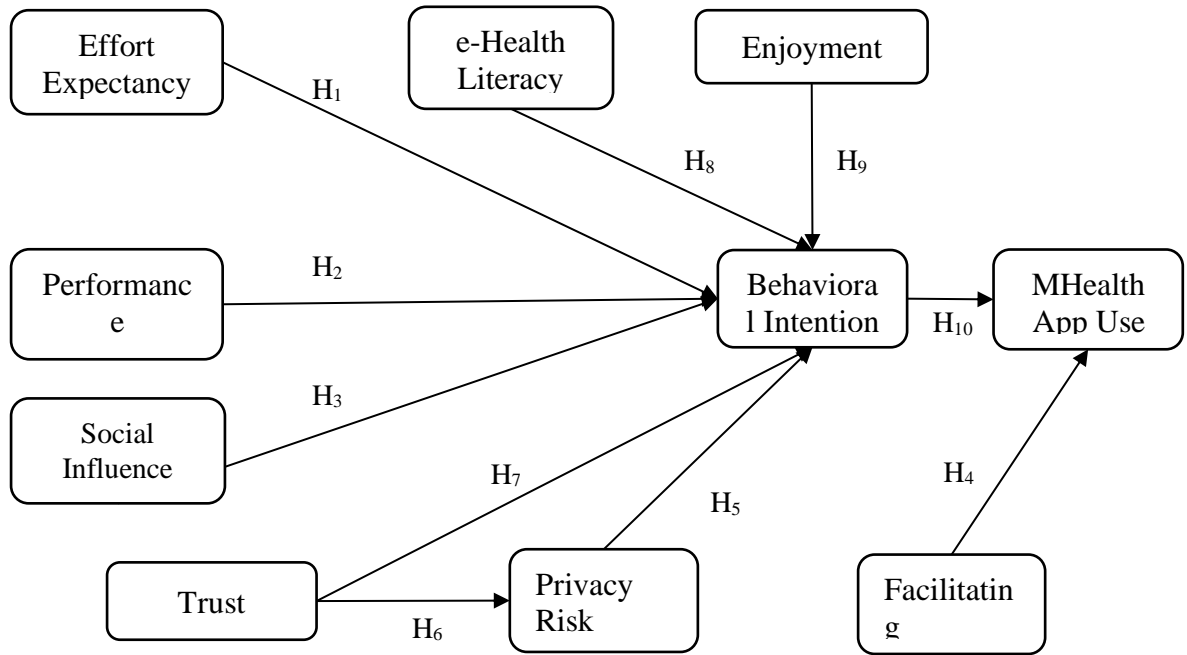 Effort
Expectancy
e-Health
Literacy
Enjoyment
H₁
H₈
H₉
Performanc
e
H₂
Behaviora
l Intention
H₁₀
MHealth
App Use
H₃
Social
Influence
H₇
H₅
H₄
Trust
H₆
Privacy
Risk
Facilitatin
g